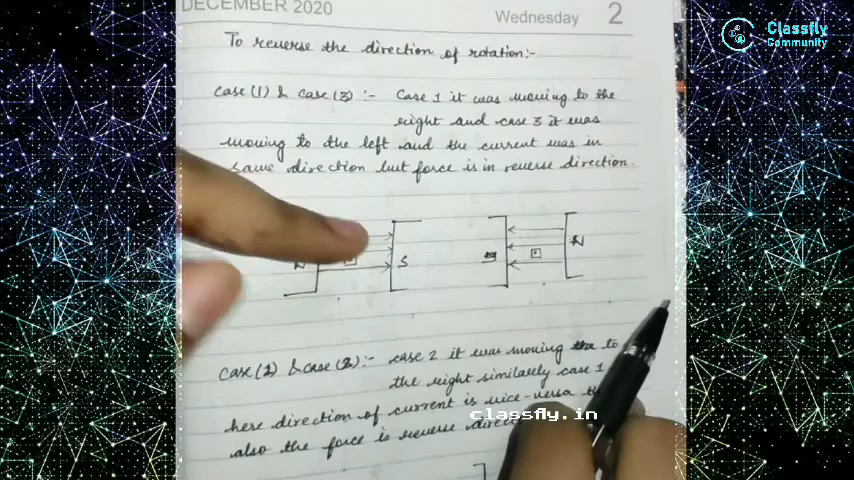 DECEMBER 2020
Wednesday 2
Classfly
Community
To reverse the direction of rotation:-
case(1) & case(3) :- Case 1 it was moving to the
right and case 3 it was
moving to the left and the current was in
same direction but force is in reverse direction.
N S N
case(1) & case(2):- case 2 it was moving to
the right similarly case 1
here direction of current is vice-versa
classfly.in
also the force is reverse